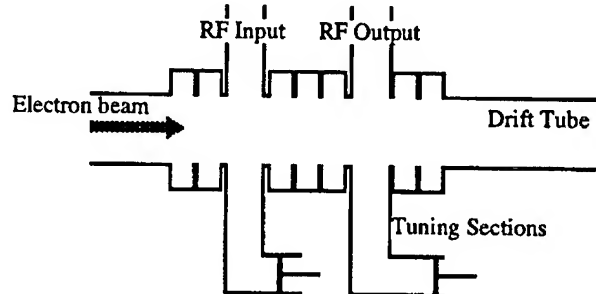 RF Input
RF Output
Electron beam
Drift Tube
Tuning Sections